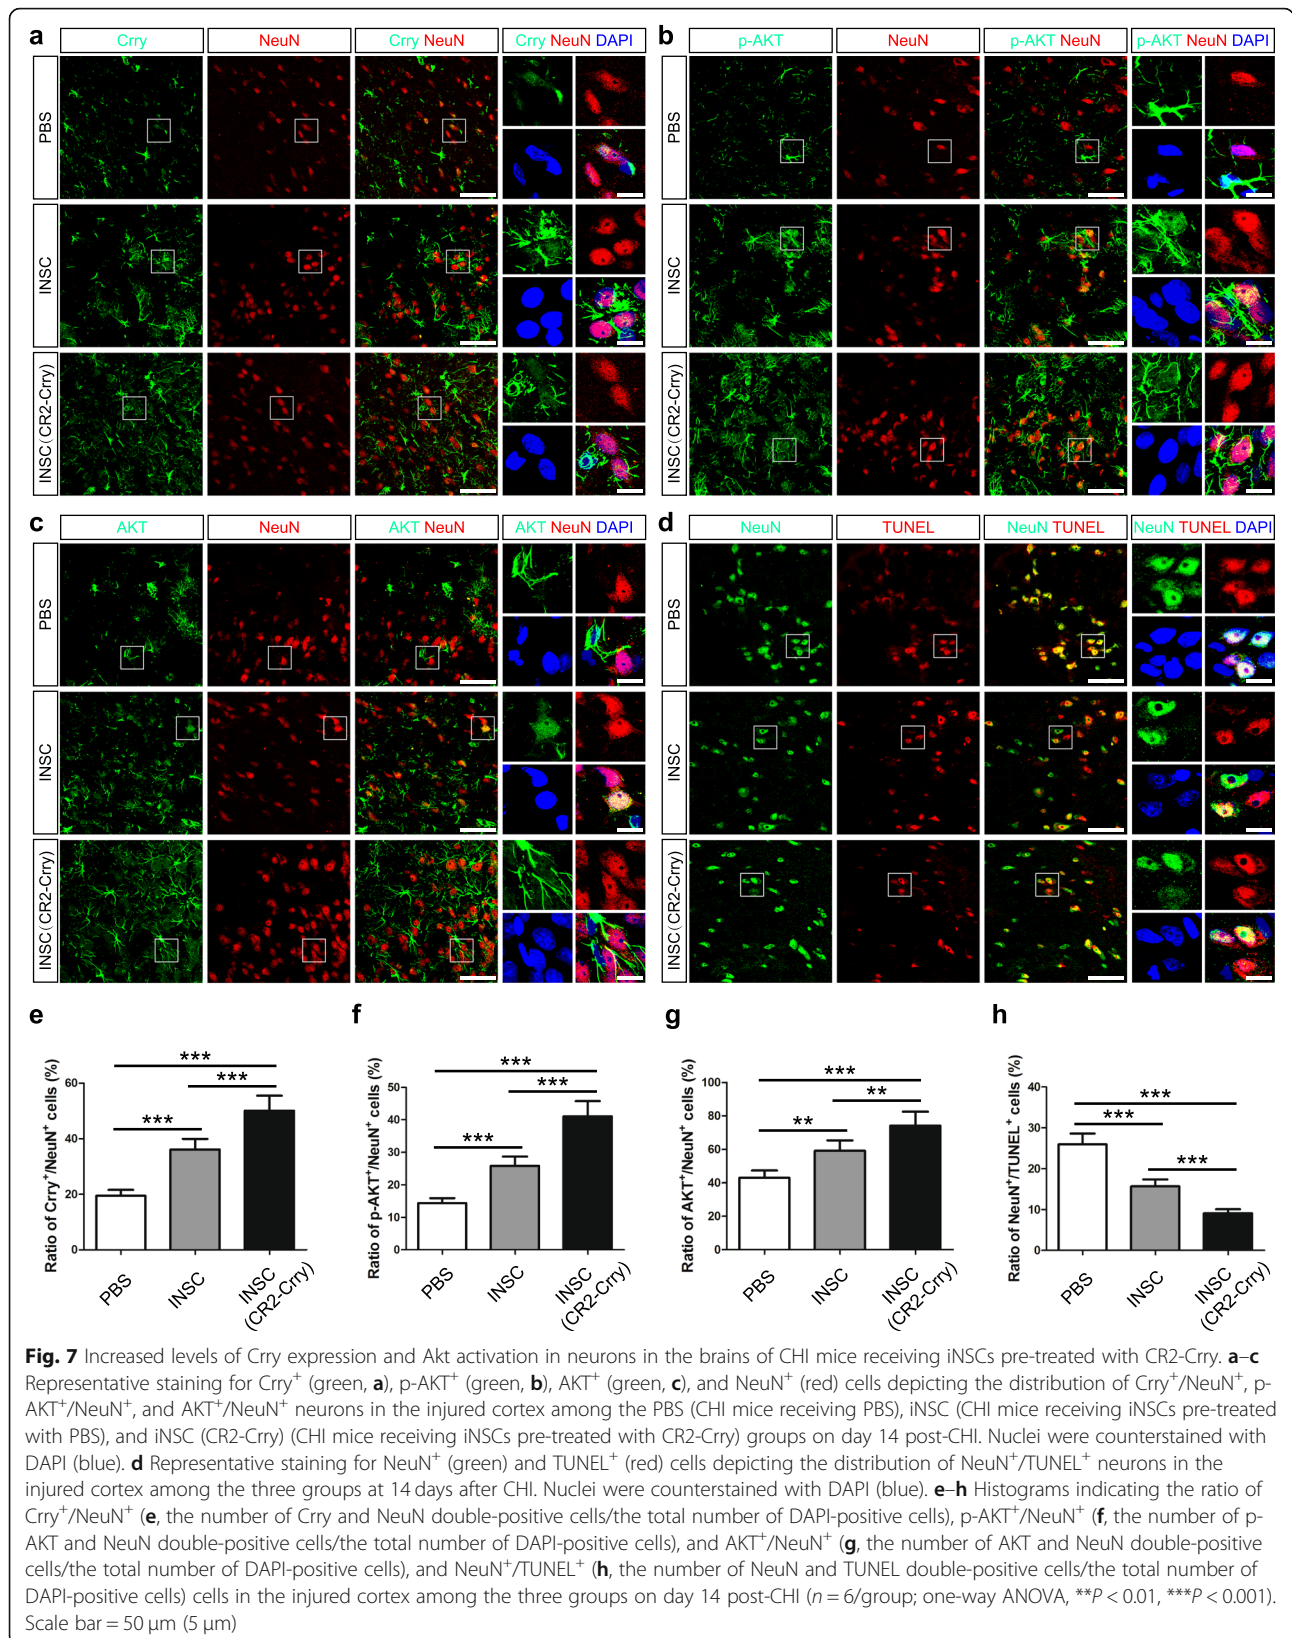 a
Crry
NeuN
Crry NeuN
Crry NeuN DAPI
PBS
INSC
INSC(CR2-Crry)
b
p-AKT
NeuN
p-AKT NeuN
p-AKT NeuN DAPI
PBS
INSC
INSC(CR2-Crry)
c
AKT
NeuN
AKT NeuN
AKT NeuN DAPI
PBS
INSC
INSC(CR2-Crry)
d
NeuN
TUNEL
NeuN TUNEL
NeuN TUNEL DAPI
PBS
INSC
INSC(CR2-Crry)
e
Ratio of Crry⁺/NeuN⁺ cells (%)
60
40
20
0
***
***
***
PBS
INSC
INSC
(CR2-Crry)
f
Ratio of p-AKT⁺/NeuN⁺ cells (%)
50
40
30
20
10
0
***
***
***
PBS
INSC
INSC
(CR2-Crry)
g
Ratio of AKT⁺/NeuN⁺ cells (%)
100
80
60
40
20
0
***
**
**
PBS
INSC
INSC
(CR2-Crry)
h
Ratio of NeuN⁺/TUNEL⁺ cells (%)
40
30
20
10
0
***
***
***
PBS
INSC
INSC
(CR2-Crry)
Fig. 7 Increased levels of Crry expression and Akt activation in neurons in the brains of CHI mice receiving iNSCs pre-treated with CR2-Crry. a–c
Representative staining for Crry⁺ (green, a), p-AKT⁺ (green, b), AKT⁺ (green, c), and NeuN⁺ (red) cells depicting the distribution of Crry⁺/NeuN⁺, p-
AKT⁺/NeuN⁺, and AKT⁺/NeuN⁺ neurons in the injured cortex among the PBS (CHI mice receiving PBS), iNSC (CHI mice receiving iNSCs pre-treated
with PBS), and iNSC (CR2-Crry) (CHI mice receiving iNSCs pre-treated with CR2-Crry) groups on day 14 post-CHI. Nuclei were counterstained with
DAPI (blue). d Representative staining for NeuN⁺ (green) and TUNEL⁺ (red) cells depicting the distribution of NeuN⁺/TUNEL⁺ neurons in the
injured cortex among the three groups at 14 days after CHI. Nuclei were counterstained with DAPI (blue). e–h Histograms indicating the ratio of
Crry⁺/NeuN⁺ (e, the number of Crry and NeuN double-positive cells/the total number of DAPI-positive cells), p-AKT⁺/NeuN⁺ (f, the number of p-
AKT and NeuN double-positive cells/the total number of DAPI-positive cells), and AKT⁺/NeuN⁺ (g, the number of AKT and NeuN double-positive
cells/the total number of DAPI-positive cells), and NeuN⁺/TUNEL⁺ (h, the number of NeuN and TUNEL double-positive cells/the total number of
DAPI-positive cells) cells in the injured cortex among the three groups on day 14 post-CHI (n = 6/group; one-way ANOVA, **P < 0.01, ***P < 0.001).
Scale bar = 50 μm (5 μm)